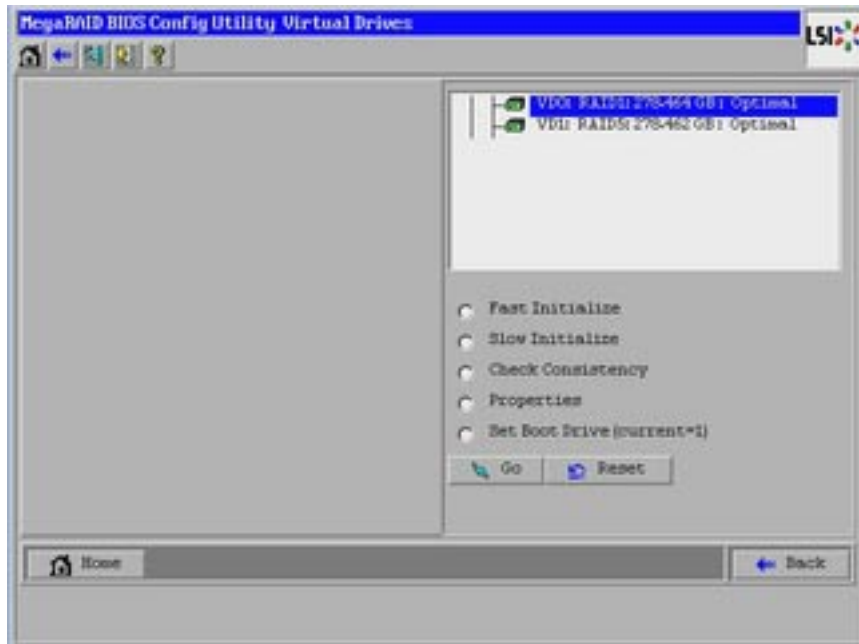 MegaRAID BIOS Config Utility Virtual Drives
LSI
VD0: RAID1: 278.464 GB: Optimal
VD1: RAID5: 278.462 GB: Optimal
Fast Initialize
Slow Initialize
Check Consistency
Properties
Set Boot Drive (current=1)
Go
Reset
Home
Back